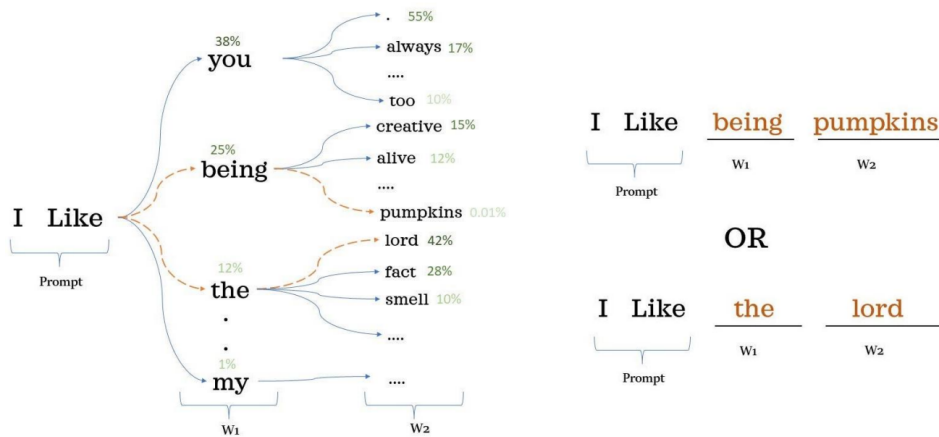 I Like
Prompt
38%
you
. 55%
always 17%
....
too 10%
25%
being
creative 15%
alive 12%
....
pumpkins 0.01%
12%
the
lord 42%
fact 28%
smell 10%
....
.
.
1%
my
....
W1
W2
I Like being pumpkins
Prompt
W1
W2
OR
I Like the lord
Prompt
W1
W2